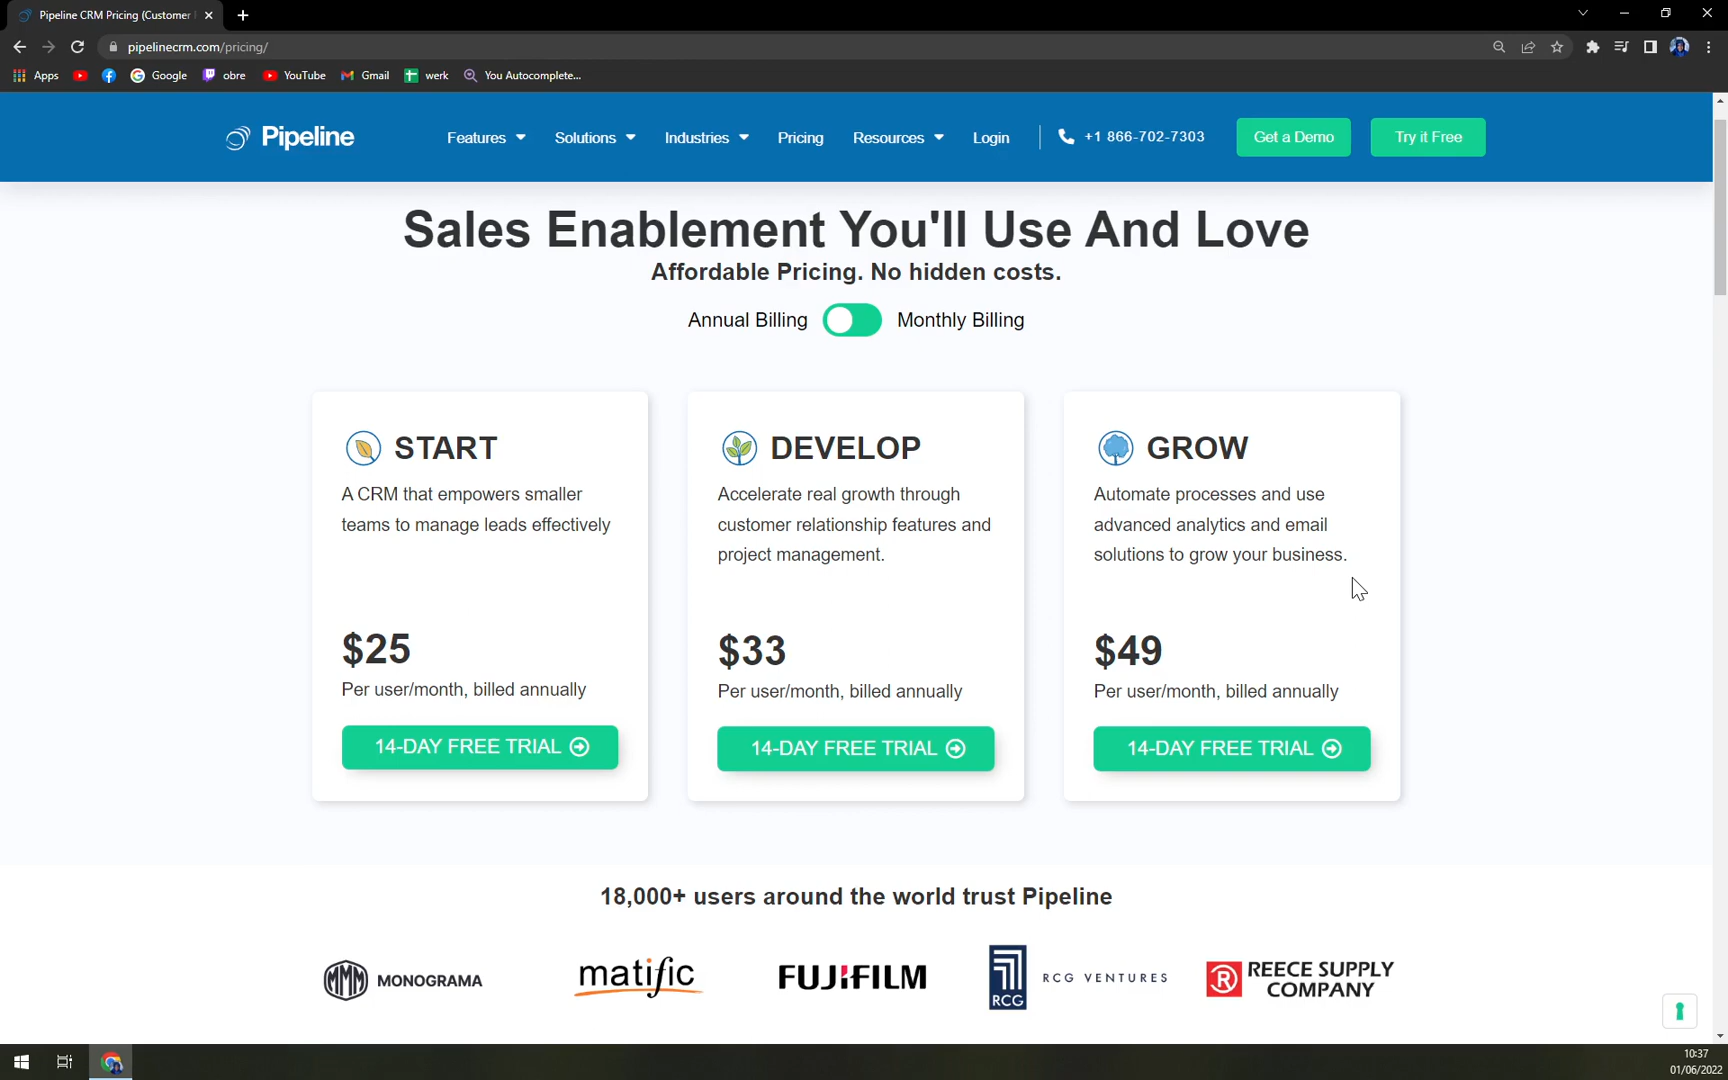 Pipeline CRM Pricing (Customer
pipelinecrm.com/pricing/
Apps
Google
obre
YouTube
Gmail
werk
You Autocomplete...
Pipeline
Features
Solutions
Industries
Pricing
Resources
Login
+1 866-702-7303
Get a Demo
Try it Free
Sales Enablement You'll Use And Love
Affordable Pricing. No hidden costs.
Annual Billing
Monthly Billing
START
A CRM that empowers smaller
teams to manage leads effectively
$25
Per user/month, billed annually
14-DAY FREE TRIAL
DEVELOP
Accelerate real growth through
customer relationship features and
project management.
$33
Per user/month, billed annually
14-DAY FREE TRIAL
GROW
Automate processes and use
advanced analytics and email
solutions to grow your business.
$49
Per user/month, billed annually
14-DAY FREE TRIAL
18,000+ users around the world trust Pipeline
MMM MONOGRAMA
matific
FUJIFILM
RCG
RCG VENTURES
R
REECE SUPPLY
COMPANY
10:37
01/06/2022